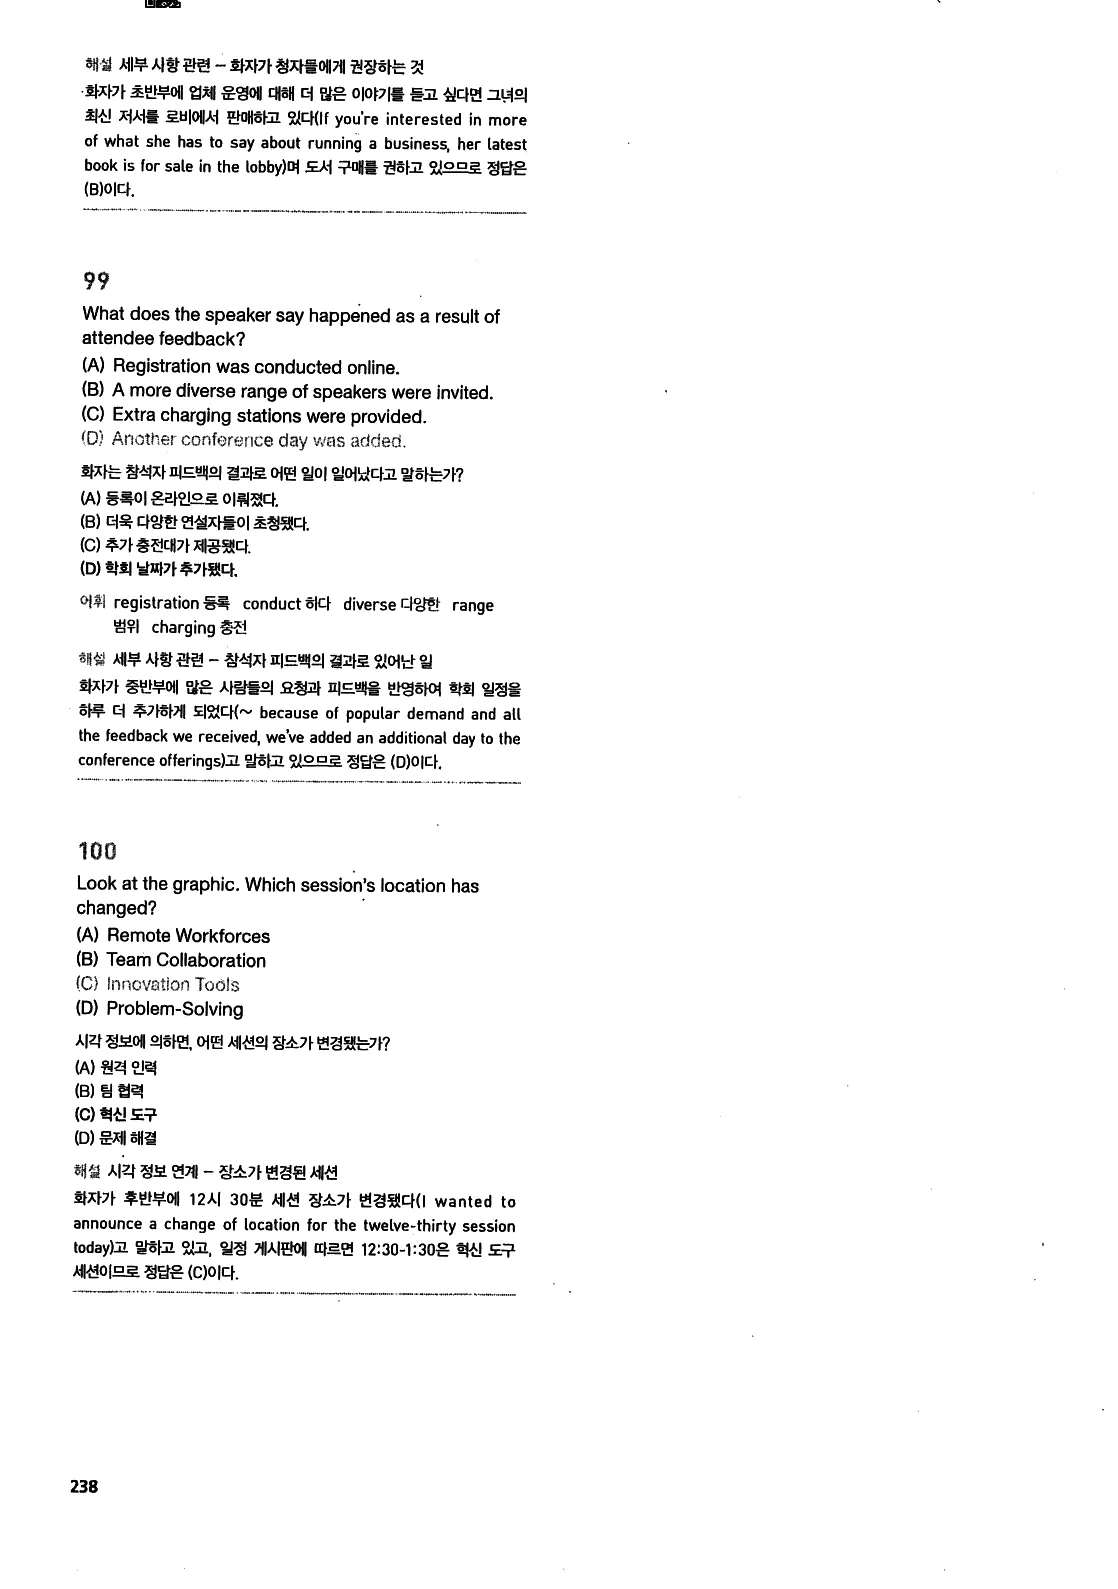 해설 세부 사항 관련 – 화자가 청자들에게 권장하는 것
화자가 초반부에 업체 운영에 대해 더 많은 이야기를 듣고 싶다면 그녀의
최신 저서를 로비에서 판매하고 있다(If you're interested in more
of what she has to say about running a business, her latest
book is for sale in the lobby)며 도서 구매를 권하고 있으므로 정답은
(B)이다.
99
What does the speaker say happened as a result of
attendee feedback?
(A) Registration was conducted online.
(B) A more diverse range of speakers were invited.
(C) Extra charging stations were provided.
(D) Another conference day was added.
화자는 참석자 피드백의 결과로 어떤 일이 일어났다고 말하는가?
(A) 등록이 온라인으로 이뤄졌다.
(B) 더욱 다양한 연설자들이 초청됐다.
(C) 추가 충전대가 제공됐다.
(D) 학회 날짜가 추가됐다.
어휘 registration 등록 conduct 하다 diverse 다양한 range
범위 charging 충전
해설 세부 사항 관련 – 참석자 피드백의 결과로 있어난 일
화자가 중반부에 많은 사람들의 요청과 피드백을 반영하여 학회 일정을
하루 더 추가하게 되었다(~ because of popular demand and all
the feedback we received, we've added an additional day to the
conference offerings)고 말하고 있으므로 정답은 (D)이다.
100
Look at the graphic. Which session's location has
changed?
(A) Remote Workforces
(B) Team Collaboration
(C) Innovation Tools
(D) Problem-Solving
시각 정보에 의하면, 어떤 세션의 장소가 변경됐는가?
(A) 원격 인력
(B) 팀 협력
(C) 혁신 도구
(D) 문제 해결
해설 시각 정보 연계 – 장소가 변경된 세션
화자가 후반부에 12시 30분 세션 장소가 변경됐다(I wanted to
announce a change of location for the twelve-thirty session
today)고 말하고 있고, 일정 게시판에 따르면 12:30-1:30은 혁신 도구
세션이므로 정답은 (C)이다.
238